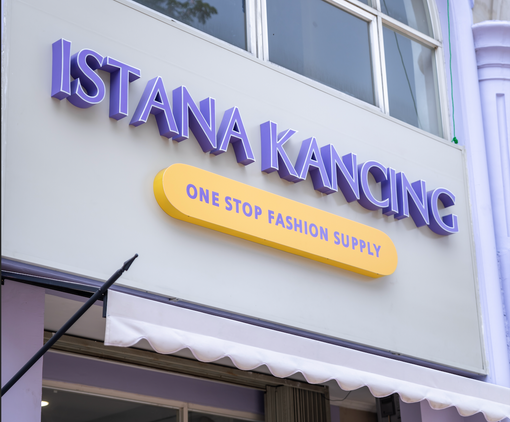 ISTANA KANCING
ONE STOP FASHION SUPPLY